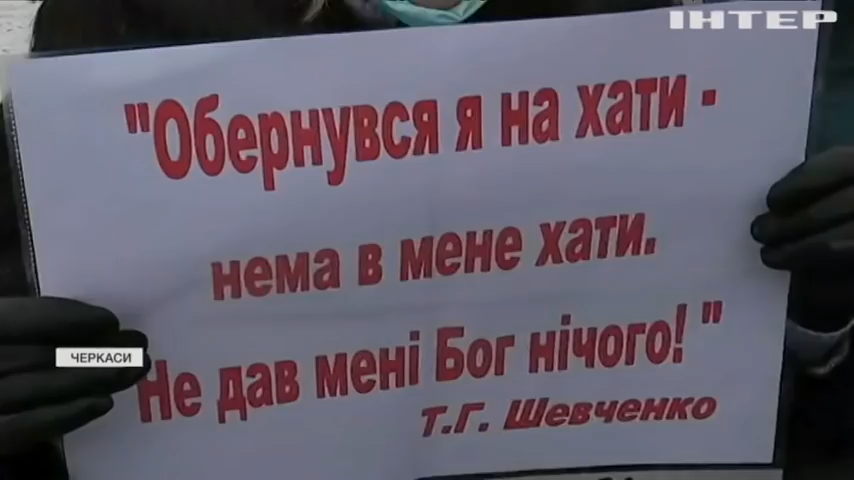 ІНТЕР
"Обернувся я на хати -
нема в мене хати.
Не дав мені Бог нічого! "
Т.Г. Шевченко
ЧЕРКАСИ